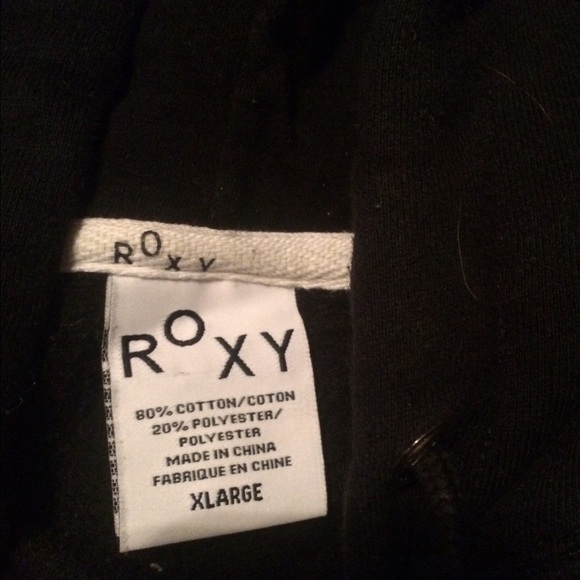 ROXY
ROXY
80% COTTON/COTON
20% POLYESTER/
POLYESTER
MADE IN CHINA
FABRIQUE EN CHINE
XLARGE